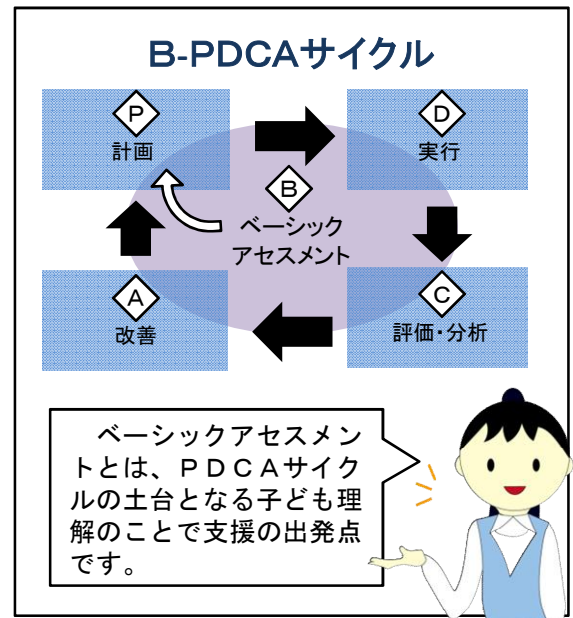 B-PDCAサイクル
P
計画
D
実行
B
ベーシック
アセスメント
A
改善
C
評価・分析
ベーシックアセスメン
トとは、PDCAサイク
ルの土台となる子ども理
解のことで支援の出発点
です。